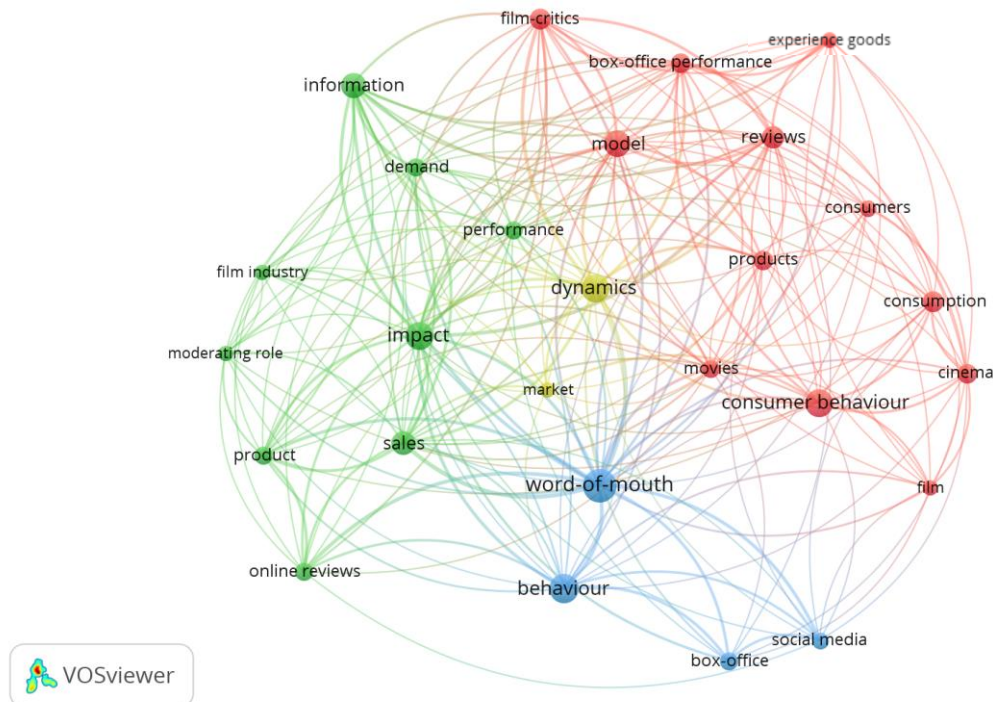 film-critics
experience goods
box-office performance
information
reviews
model
demand
consumers
performance
products
film industry
dynamics
consumption
impact
moderating role
movies
cinema
market
consumer behaviour
sales
product
word-of-mouth
film
online reviews
behaviour
social media
box-office
VOSviewer